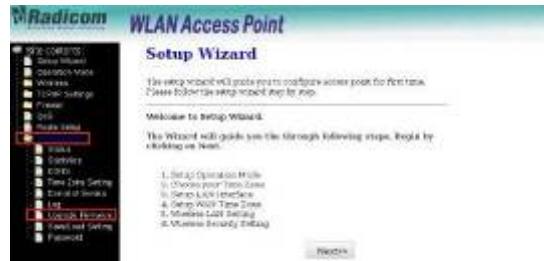 Radicom
WLAN Access Point
Site contents:
Setup Wizard
Operation Mode
Wireless
TCP/IP Settings
Firewall
QoS
Route Setup
Status
Statistics
DDNS
Time Zone Setting
Denial-of-Service
Log
Upgrade Firmware
Save/Load Setting
Password
Setup Wizard
The setup wizard will guide you to configure access point for first time.
Please follow the setup wizard step by step.
Welcome to Setup Wizard.
The Wizard will guide you the through following steps. Begin by
clicking on Next.
1. Setup Operation Mode
2. Choose your Time Zone
3. Setup LAN Interface
4. Setup WAN Time Zone
5. Wireless LAN Setting
6. Wireless Security Setting
Next>>